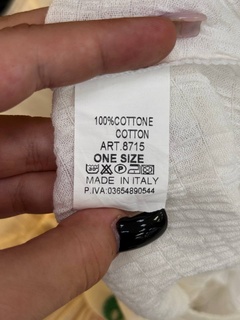 100%COTTONE
COTTON
ART.8715
ONE SIZE
MADE IN ITALY
P.IVA:03654890544